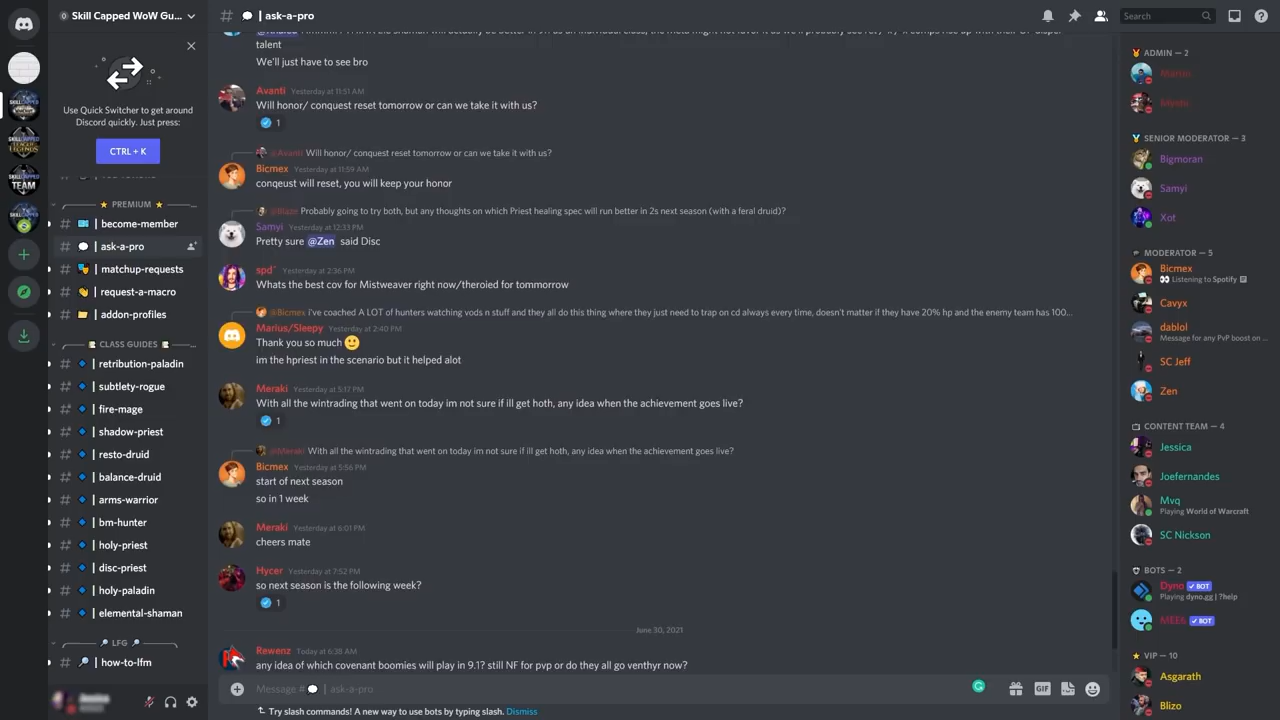 Skill Capped WoW Gu...
Use Quick Switcher to get around
Discord quickly. Just press:
CTRL + K
PREMIUM
# | become-member
# | ask-a-pro
# | matchup-requests
# | request-a-macro
# | addon-profiles
CLASS GUIDES
# | retribution-paladin
# | subtlety-rogue
# | fire-mage
# | shadow-priest
# | resto-druid
# | balance-druid
# | arms-warrior
# | bm-hunter
# | holy-priest
# | disc-priest
# | holy-paladin
# | elemental-shaman
LFG
# | how-to-lfm
# | ask-a-pro
Search
talent
We'll just have to see bro
Avanti Yesterday at 11:51 AM
Will honor/ conquest reset tomorrow or can we take it with us?
1
@Avanti Will honor/ conquest reset tomorrow or can we take it with us?
Bicmex Yesterday at 11:59 AM
conqeust will reset, you will keep your honor
@Blaze Probably going to try both, but any thoughts on which Priest healing spec will run better in 2s next season (with a feral druid)?
Samyi Yesterday at 12:33 PM
Pretty sure @Zen said Disc
spd" Yesterday at 2:36 PM
Whats the best cov for Mistweaver right now/theroied for tommorrow
@Bicmex i've coached A LOT of hunters watching vods n stuff and they all do this thing where they just need to trap on cd always every time, doesn't matter if they have 20% hp and the enemy team has 100...
Marius/Sleepy Yesterday at 2:40 PM
Thank you so much
im the hpriest in the scenario but it helped alot
Meraki Yesterday at 5:17 PM
With all the wintrading that went on today im not sure if ill get hoth, any idea when the achievement goes live?
1
@Meraki With all the wintrading that went on today im not sure if ill get hoth, any idea when the achievement goes live?
Bicmex Yesterday at 5:56 PM
start of next season
so in 1 week
Meraki Yesterday at 6:01 PM
cheers mate
Hycer Yesterday at 7:52 PM
so next season is the following week?
1
June 30, 2021
Rewenz Today at 6:38 AM
any idea of which covenant boomies will play in 9.1? still NF for pvp or do they all go venthyr now?
Message # | ask-a-pro
GIF
Try slash commands! A new way to use bots by typing slash. Dismiss
ADMIN — 2
SENIOR MODERATOR — 3
Bigmoran
Samyi
Xot
MODERATOR — 5
Bicmex
Listening to Spotify
Cavyx
dablol
Message for any PvP boost on ...
SC Jeff
Zen
CONTENT TEAM — 4
Jessica
Joefernandes
Mvq
Playing World of Warcraft
SC Nickson
BOTS — 2
Dyno BOT
Playing dyno.gg | ?help
MEE6 BOT
VIP — 10
Asgarath
Blizo